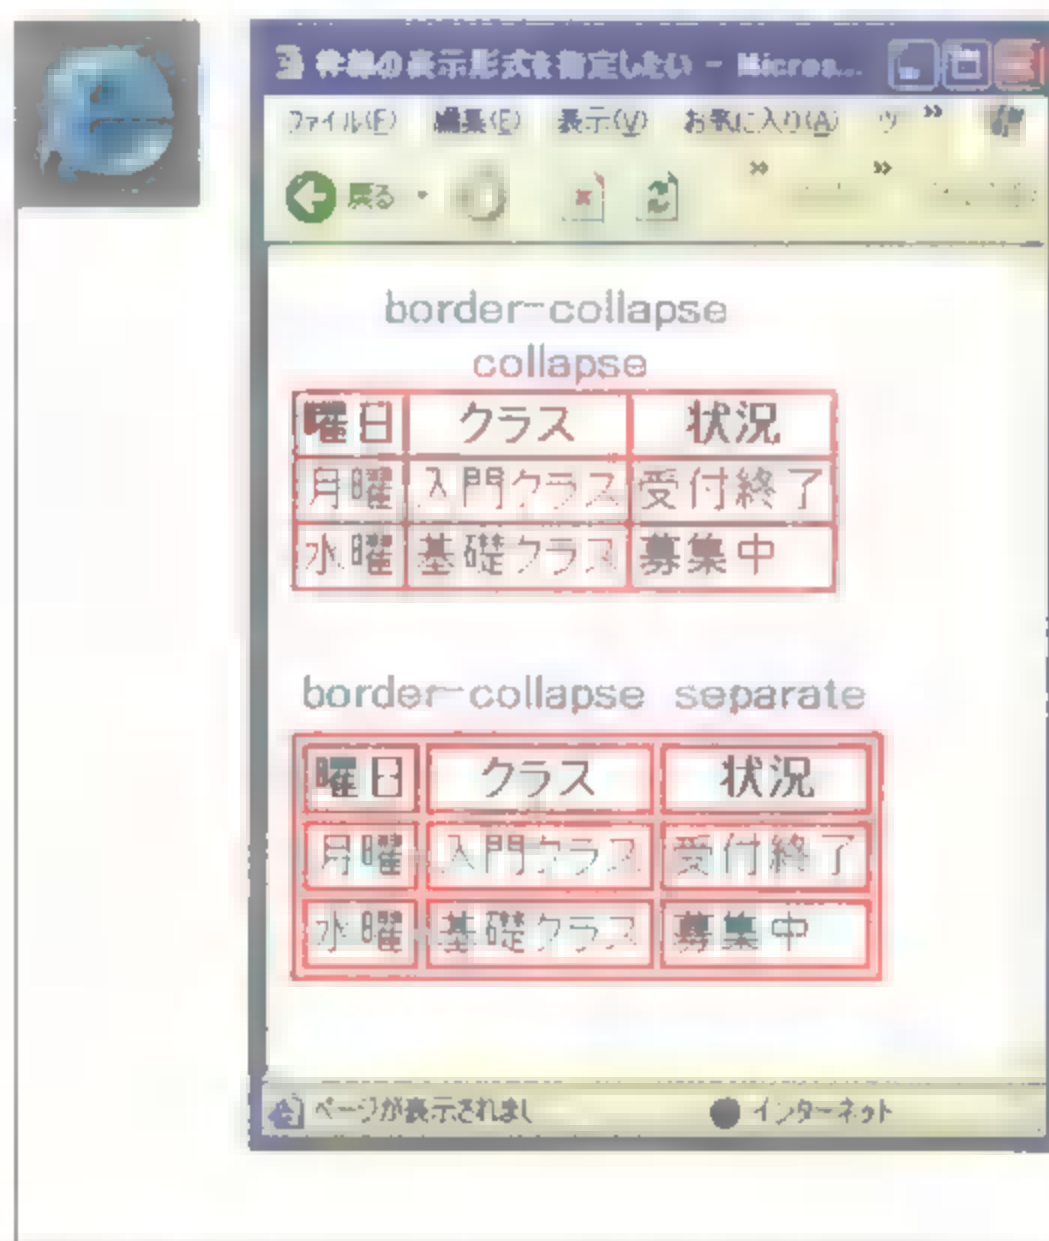 枠線の表示形式を指定したい - Micros...
ファイル(F) 編集(E) 表示(V) お気に入り(A) ツ »
戻る » »
border-collapse
collapse
曜日 クラス 状況
月曜 入門クラス 受付終了
水曜 基礎クラス 募集中
border-collapse separate
曜日 クラス 状況
月曜 入門クラス 受付終了
水曜 基礎クラス 募集中
ページが表示されまし インターネット